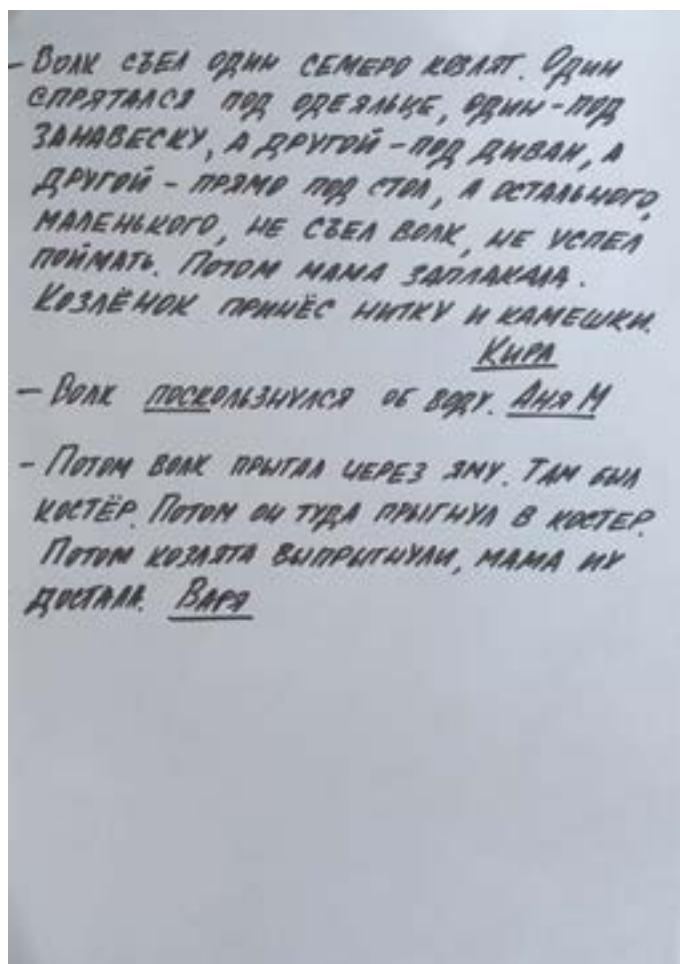 - Волк съел один семеро козлят. Один
спрятался под одеяльце, один - под
занавеску, а другой - под диван, а
другой - прямо под стол, а остального,
маленького, не съел волк, не успел
поймать. Потом мама заплакала.
Козлёнок принёс нитку и камешки.
Кира
- Волк поскользнулся об воду. Аня М
- Потом волк прыгал через яму. Там был
костёр. Потом он туда прыгнул в костер.
Потом козлята выпрыгнули, мама их
достала. Варя